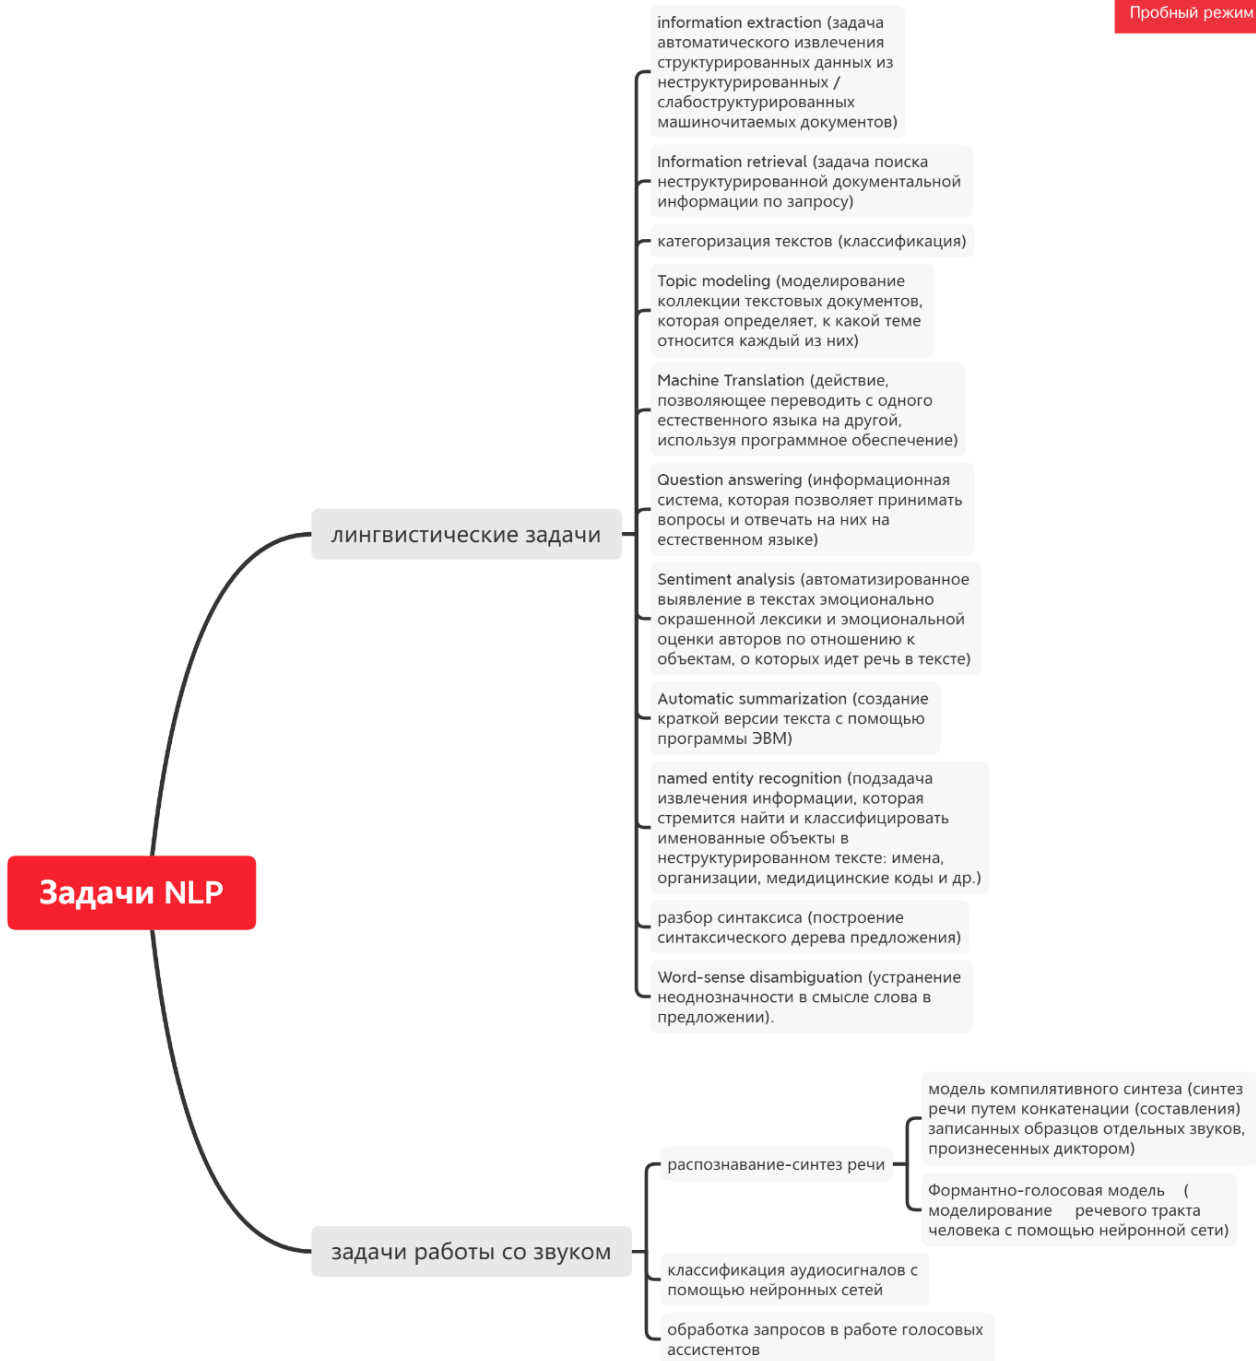 Пробный режим
information extraction (задача
автоматического извлечения
структурированных данных из
неструктурированных /
слабоструктурированных
машиночитаемых документов)
Information retrieval (задача поиска
неструктурированной документальной
информации по запросу)
категоризация текстов (классификация)
Topic modeling (моделирование
коллекции текстовых документов,
которая определяет, к какой теме
относится каждый из них)
Machine Translation (действие,
позволяющее переводить с одного
естественного языка на другой,
используя программное обеспечение)
Question answering (информационная
система, которая позволяет принимать
вопросы и отвечать на них на
естественном языке)
лингвистические задачи
Sentiment analysis (автоматизированное
выявление в текстах эмоционально
окрашенной лексики и эмоциональной
оценки авторов по отношению к
объектам, о которых идет речь в тексте)
Automatic summarization (создание
краткой версии текста с помощью
программы ЭВМ)
named entity recognition (подзадача
извлечения информации, которая
стремится найти и классифицировать
именованные объекты в
неструктурированном тексте: имена,
организации, медидицинские коды и др.)
Задачи NLP
разбор синтаксиса (построение
синтаксического дерева предложения)
Word-sense disambiguation (устранение
неоднозначности в смысле слова в
предложении).
модель компилятивного синтеза (синтез
речи путем конкатенации (составления)
записанных образцов отдельных звуков,
произнесенных диктором)
распознавание-синтез речи
Формантно-голосовая модель (
моделирование речевого тракта
человека с помощью нейронной сети)
задачи работы со звуком
классификация аудиосигналов с
помощью нейронных сетей
обработка запросов в работе голосовых
ассистентов